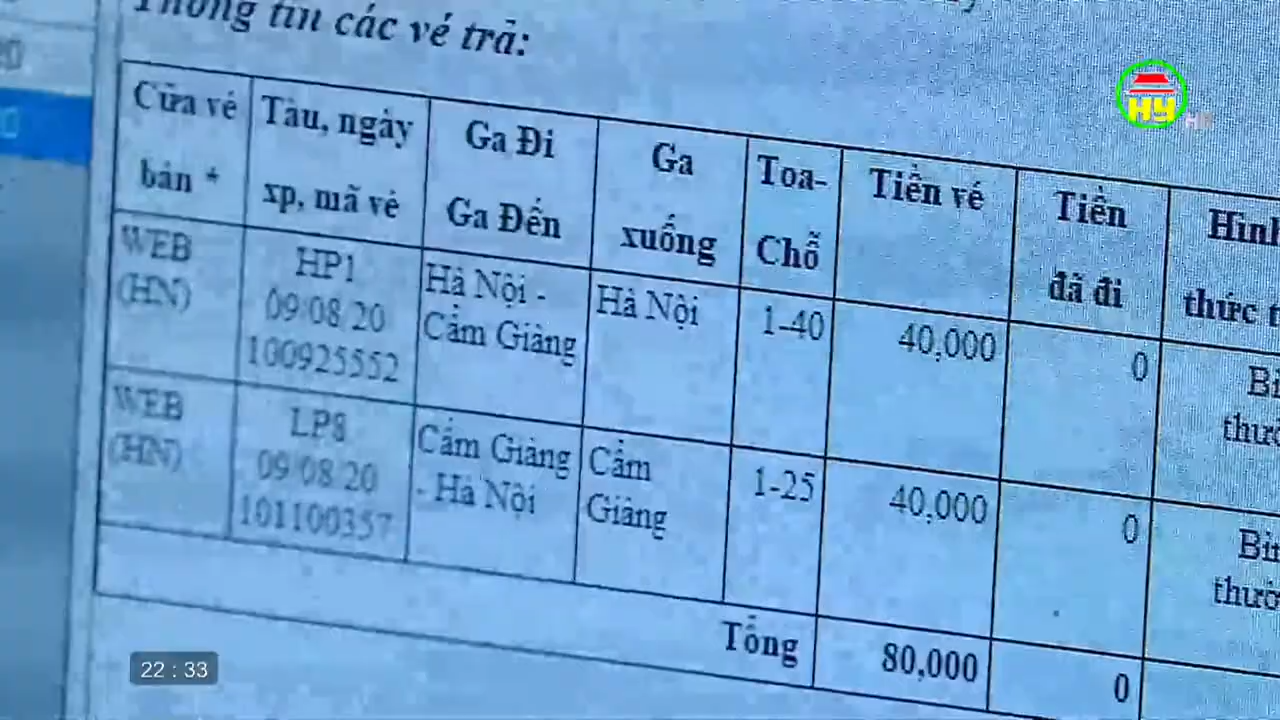 Thông tin các vé trả:
Cửa vé bán *
Tàu, ngày xp, mã vé
Ga Đi Ga Đến
Ga xuống
Toa- Chỗ
Tiền vé
Tiền đã đi
thức
WEB (HN)
HP1 09/08/20 100925552
Hà Nội - Cẩm Giàng
Hà Nội
1-40
40,000
0
WEB (HN)
LP8 09/08/20 101100357
Cẩm Giàng - Hà Nội
Cẩm Giàng
1-25
40,000
0
Tổng
80,000
0
HY
22 : 33